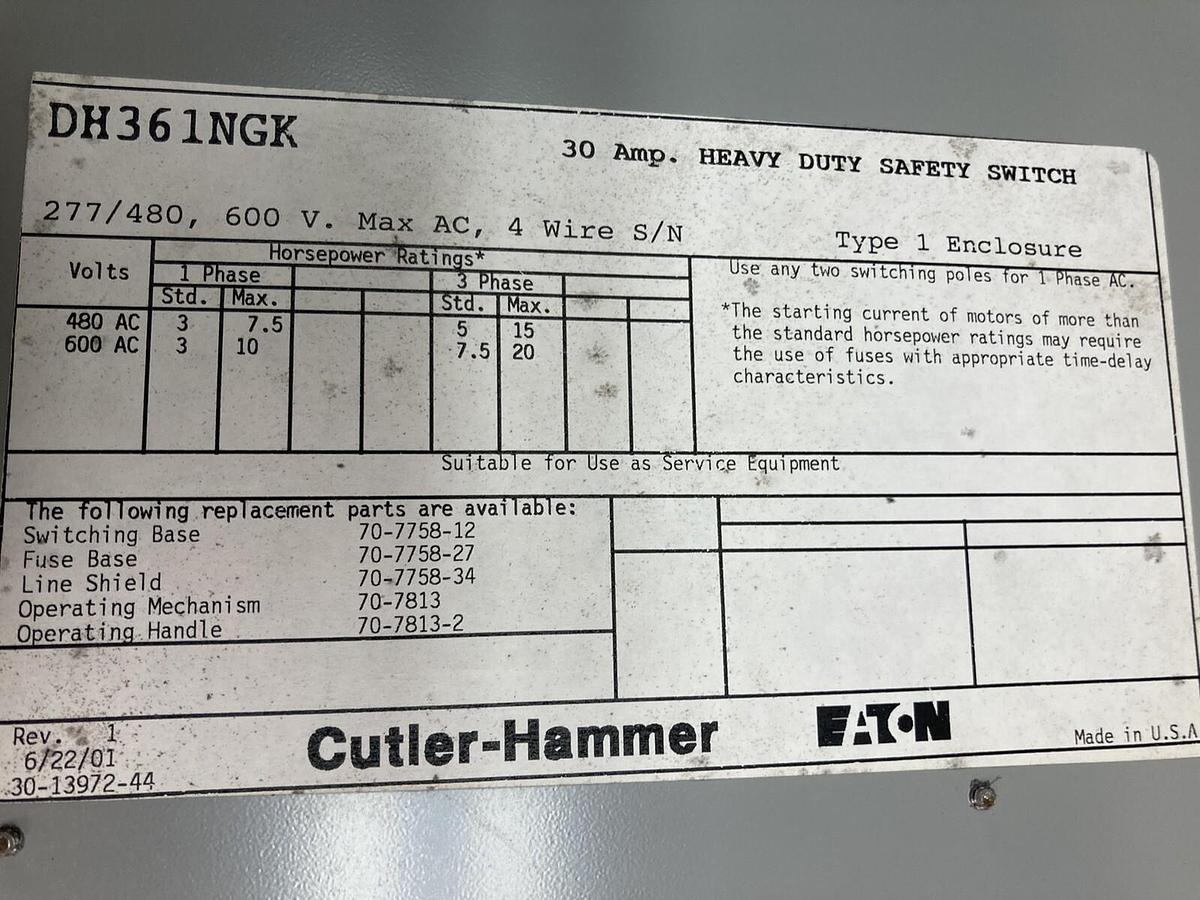 DH361NGK
30 Amp. HEAVY DUTY SAFETY SWITCH
277/480, 600 V. Max AC, 4 Wire S/N
Type 1 Enclosure
Volts
Horsepower Ratings*
1 Phase
3 Phase
Std. Max.
Std. Max.
480 AC 3 7.5 5 15
600 AC 3 10 7.5 20
Use any two switching poles for 1 Phase AC.
*The starting current of motors of more than
the standard horsepower ratings may require
the use of fuses with appropriate time-delay
characteristics.
Suitable for Use as Service Equipment
The following replacement parts are available:
Switching Base 70-7758-12
Fuse Base 70-7758-27
Line Shield 70-7758-34
Operating Mechanism 70-7813
Operating Handle 70-7813-2
Rev. 1
6/22/01
30-13972-44
Cutler-Hammer
EATON
Made in U.S.A